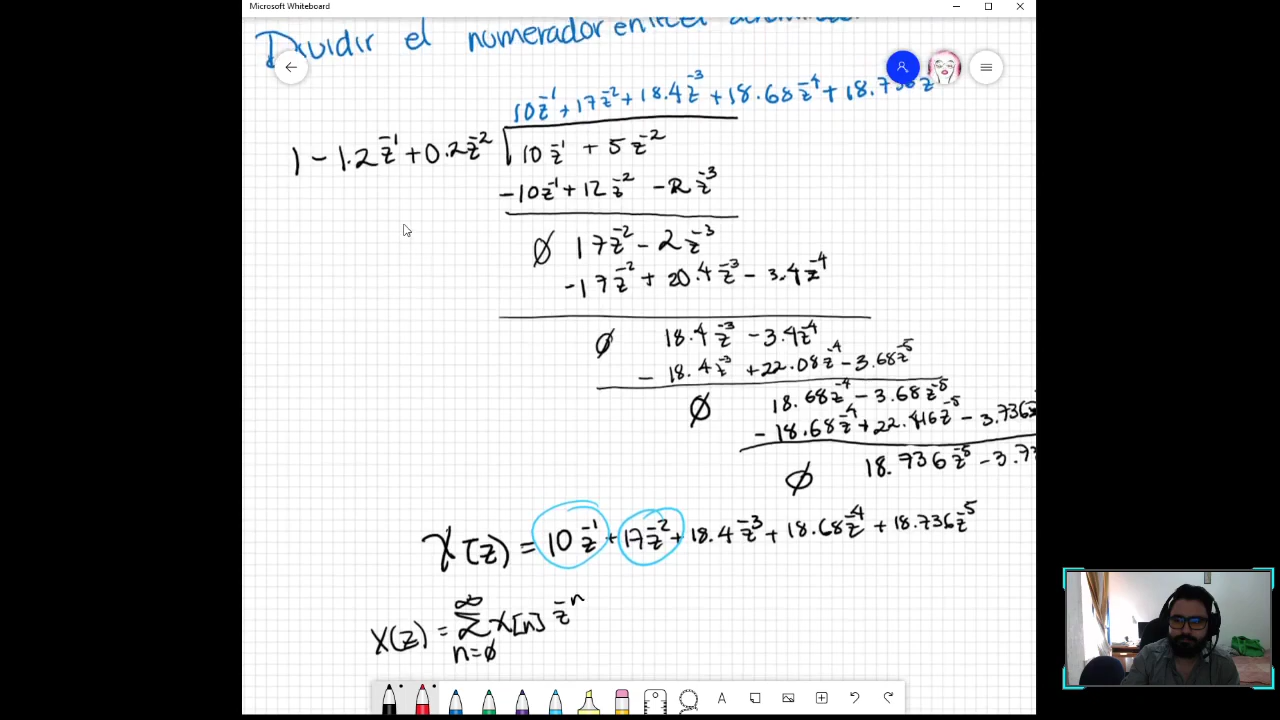 Microsoft Whiteboard
Dividir el numerador entre el
10z⁻¹ + 17z⁻² + 18.4z⁻³ + 18.68z⁻⁴ + 18.736z
1 - 1.2z⁻¹ + 0.2z⁻² 10z⁻¹ + 5z⁻²
-10z⁻¹ + 12z⁻² - 2z⁻³
∅ 17z⁻² - 2z⁻³
-17z⁻² + 20.4z⁻³ - 3.4z⁻⁴
∅ 18.4z⁻³ - 3.4z⁻⁴
- 18.4z⁻³ + 22.08z⁻⁴ - 3.68z⁻⁵
∅ 18.68z⁻⁴ - 3.68z⁻⁵
- 18.68z⁻⁴ + 22.416z⁻⁵ - 3.736z
∅ 18.736z⁻⁵ - 3.73
X(z) = 10z⁻¹ + 17z⁻² + 18.4z⁻³ + 18.68z⁻⁴ + 18.736z⁻⁵
X(z) = ∞ Σ n=∅ x[n] z⁻ⁿ
A